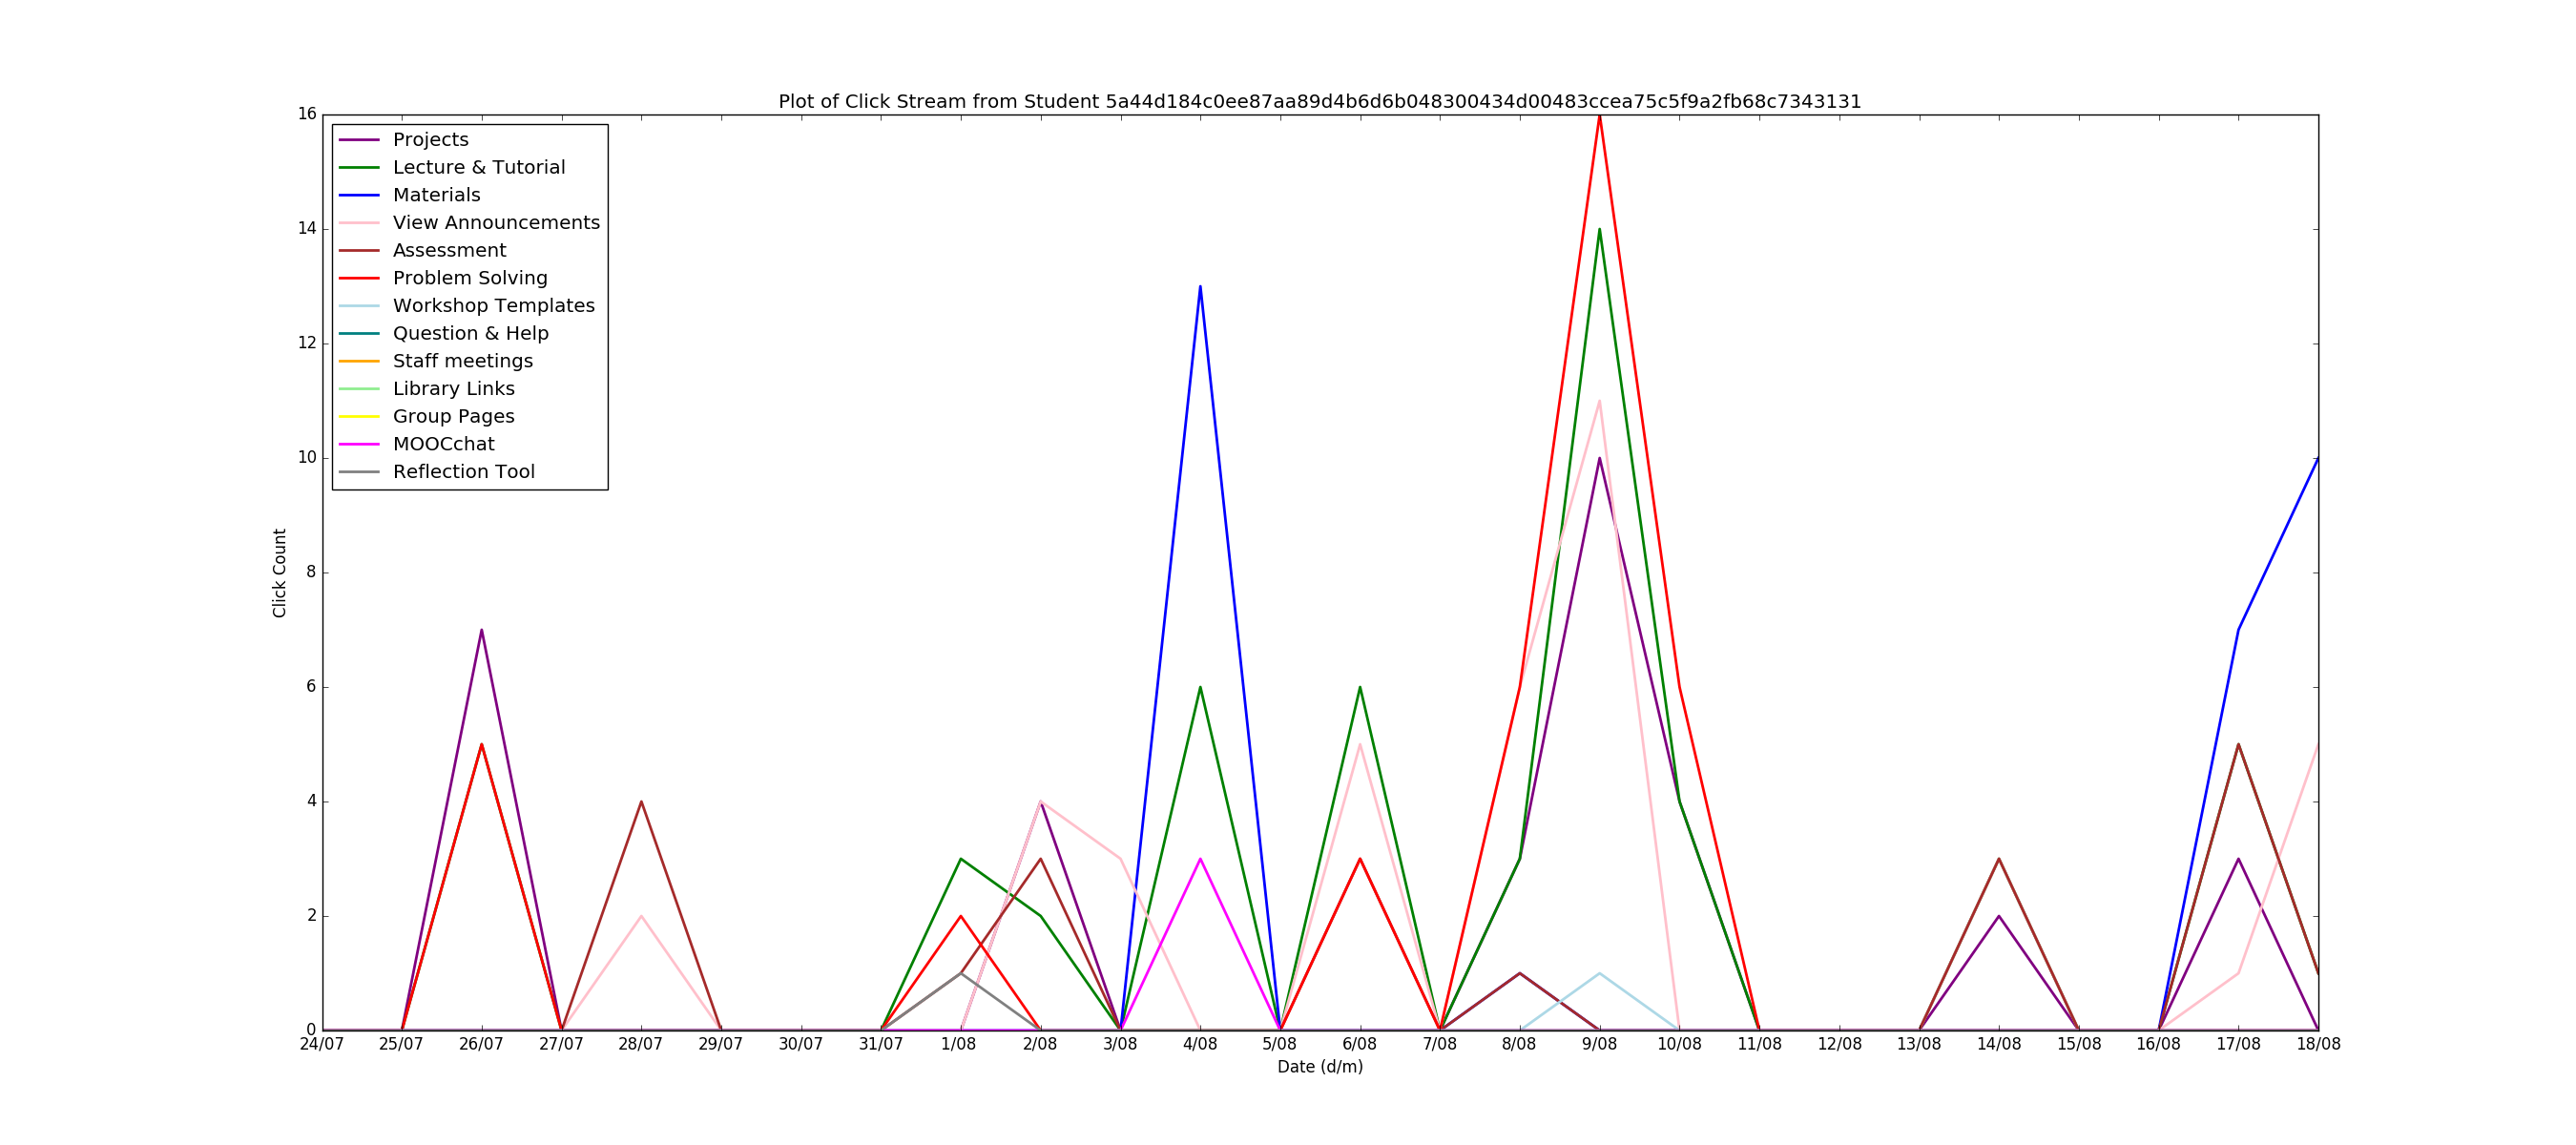 Plot of Click Stream from Student 5a44d184c0ee87aa89d4b6d6b048300434d00483ccea75c5f9a2fb68c7343131
16
14
12
10
8
6
4
2
0
Click Count
Projects
Lecture & Tutorial
Materials
View Announcements
Assessment
Problem Solving
Workshop Templates
Question & Help
Staff meetings
Library Links
Group Pages
MOOCchat
Reflection Tool
24/07 25/07 26/07 27/07 28/07 29/07 30/07 31/07 1/08 2/08 3/08 4/08 5/08 6/08 7/08 8/08 9/08 10/08 11/08 12/08 13/08 14/08 15/08 16/08 17/08 18/08
Date (d/m)